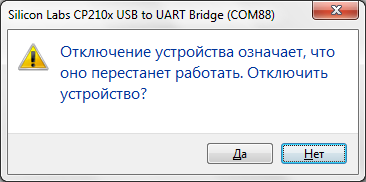 Silicon Labs CP210x USB to UART Bridge (COM88)
Отключение устройства означает, что
оно перестанет работать. Отключить
устройство?
Да Нет